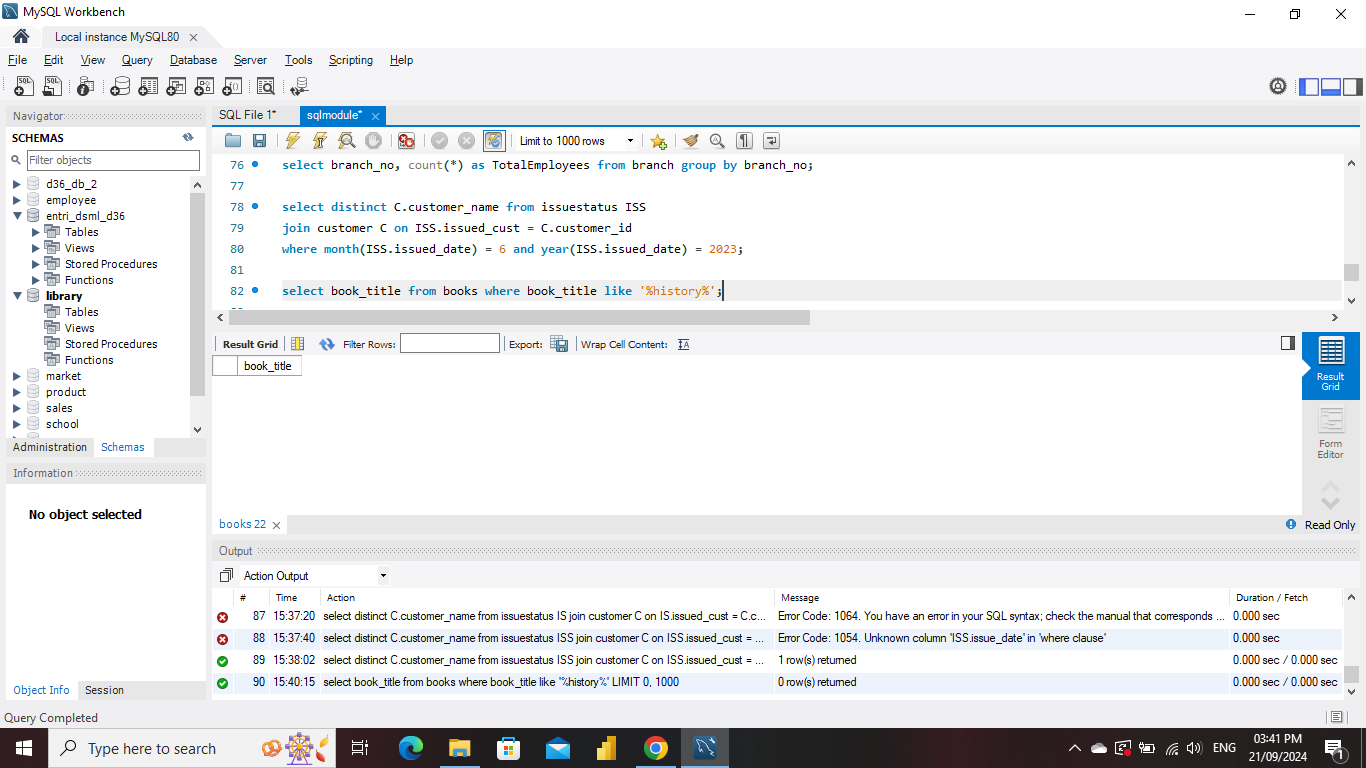 MySQL Workbench
Local instance MySQL80
File Edit View Query Database Server Tools Scripting Help
Navigator
SCHEMAS
Filter objects
d36_db_2
employee
entri_dsml_d36
Tables
Views
Stored Procedures
Functions
library
Tables
Views
Stored Procedures
Functions
market
product
sales
school
Administration Schemas
Information
No object selected
Object Info Session
SQL File 1* sqlmodule*
Limit to 1000 rows
76 select branch_no, count(*) as TotalEmployees from branch group by branch_no;
77
78 select distinct C.customer_name from issuestatus ISS
79 join customer C on ISS.issued_cust = C.customer_id
80 where month(ISS.issued_date) = 6 and year(ISS.issued_date) = 2023;
81
82 select book_title from books where book_title like '%history%';
Result Grid Filter Rows: Export: Wrap Cell Content:
book_title
Result
Grid
Form
Editor
books 22
Read Only
Output
Action Output
# Time Action Message Duration / Fetch
87 15:37:20 select distinct C.customer_name from issuestatus IS join customer C on IS.issued_cust = C.c... Error Code: 1064. You have an error in your SQL syntax; check the manual that corresponds ... 0.000 sec
88 15:37:40 select distinct C.customer_name from issuestatus ISS join customer C on ISS.issued_cust = ... Error Code: 1054. Unknown column 'ISS.issue_date' in 'where clause' 0.000 sec
89 15:38:02 select distinct C.customer_name from issuestatus ISS join customer C on ISS.issued_cust = ... 1 row(s) returned 0.000 sec / 0.000 sec
90 15:40:15 select book_title from books where book_title like '%history%' LIMIT 0, 1000 0 row(s) returned 0.000 sec / 0.000 sec
Query Completed
Type here to search
ENG
03:41 PM
21/09/2024
1